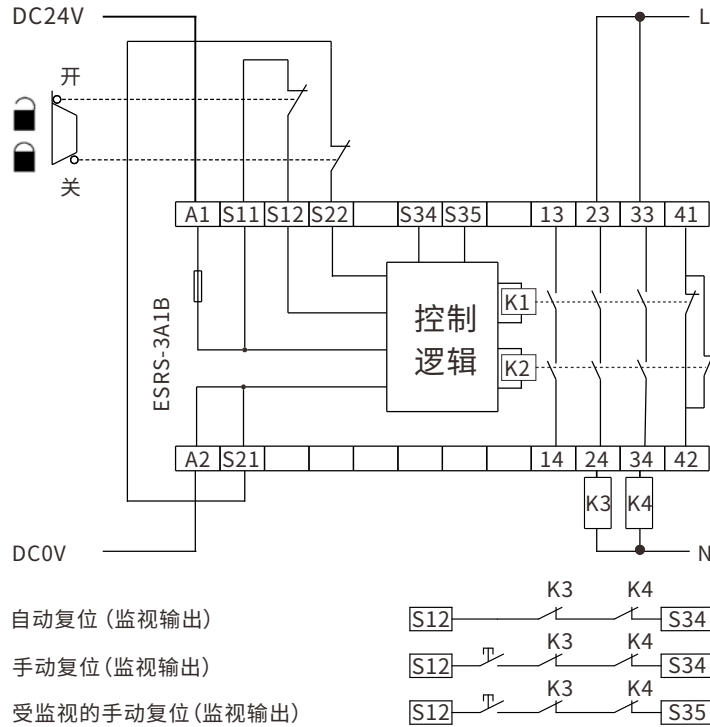 DC24V
L
开
关
A1 S11 S12 S22 S34 S35 13 23 33 41
ESRS-3A1B
控制
逻辑
K1
K2
A2 S21 14 24 34 42
K3 K4
DC0V
N
K3 K4
自动复位(监视输出) S12 S34
K3 K4
手动复位(监视输出) S12 S34
K3 K4
受监视的手动复位(监视输出) S12 S35